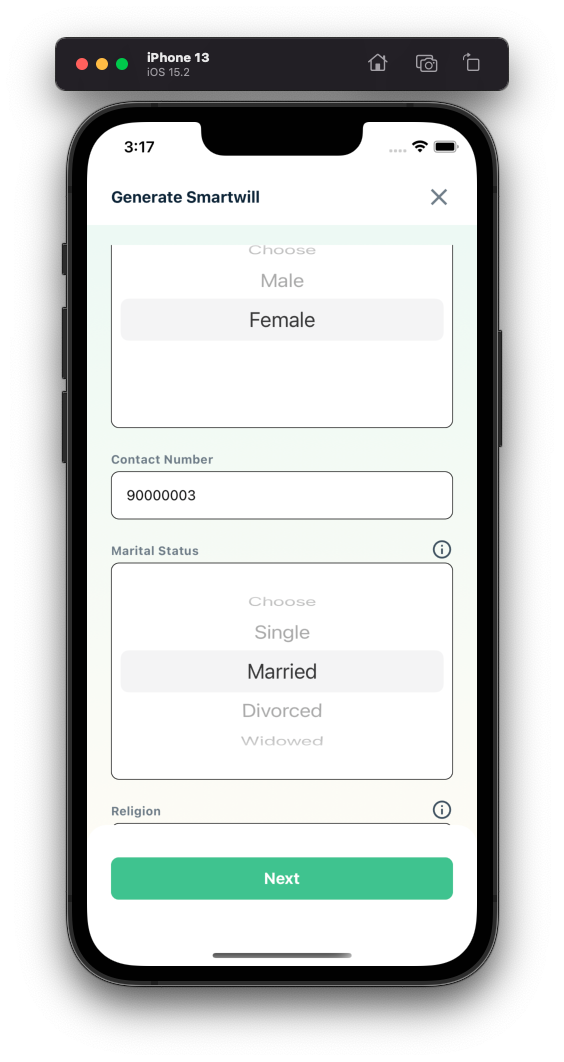 iPhone 13
iOS 15.2
3:17
Generate Smartwill
Choose
Male
Female
Contact Number
90000003
Marital Status
Choose
Single
Married
Divorced
Widowed
Religion
Next